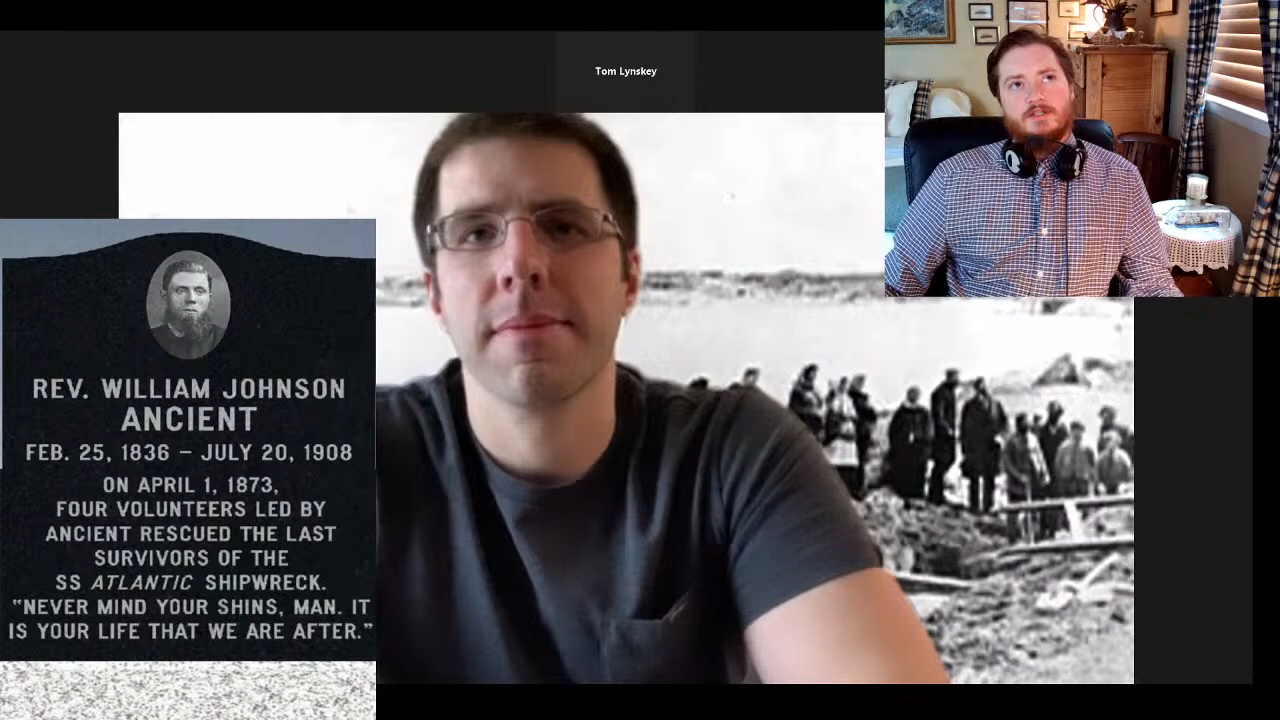 Tom Lynskey
REV. WILLIAM JOHNSON
ANCIENT
FEB. 25, 1836 – JULY 20, 1908
ON APRIL 1, 1873,
FOUR VOLUNTEERS LED BY
ANCIENT RESCUED THE LAST
SURVIVORS OF THE
SS ATLANTIC SHIPWRECK.
"NEVER MIND YOUR SHINS, MAN. IT
IS YOUR LIFE THAT WE ARE AFTER."